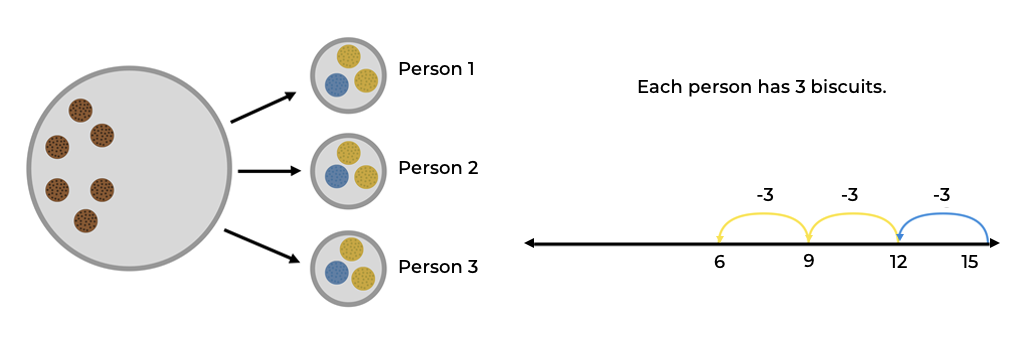 Person 1
Person 2
Person 3
Each person has 3 biscuits.
-3 -3 -3
6 9 12 15